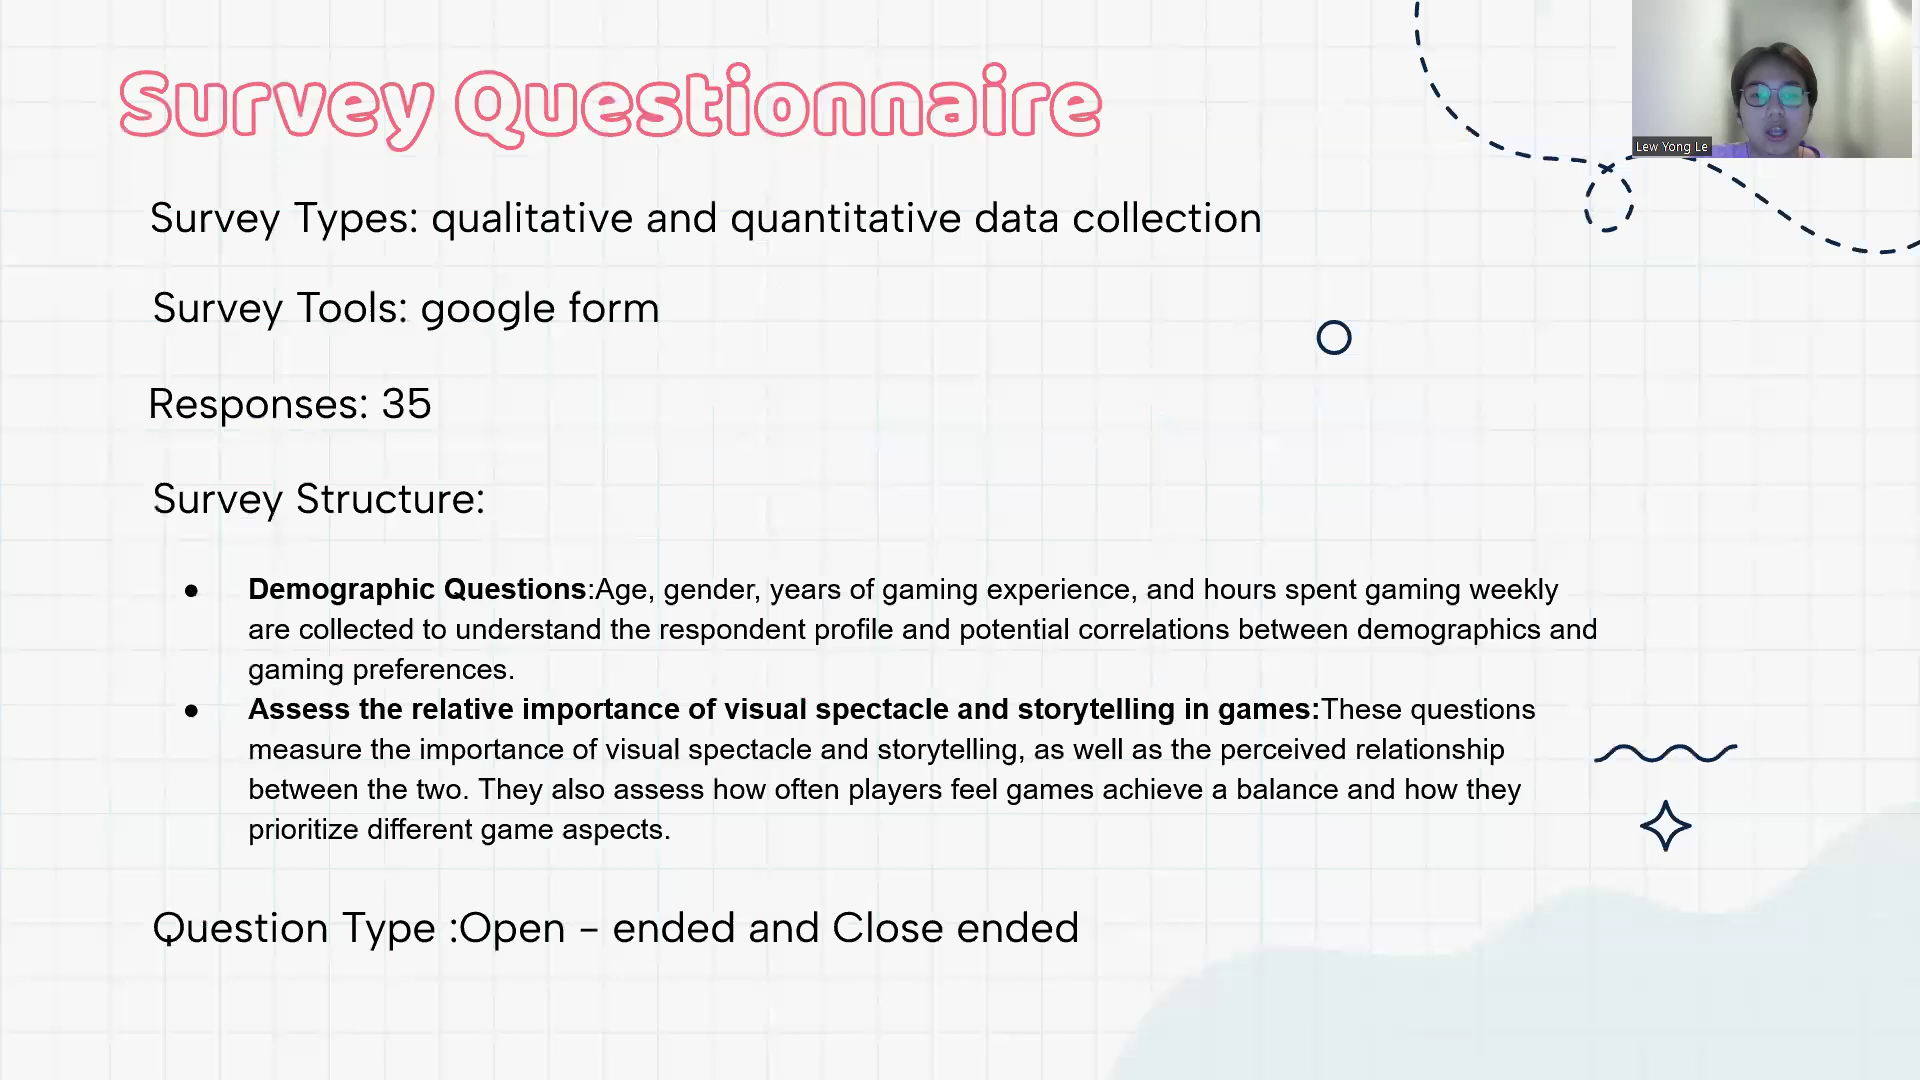 Survey Questionnaire
Lew Yong Le
Survey Types: qualitative and quantitative data collection
Survey Tools: google form
Responses: 35
Survey Structure:
● Demographic Questions:Age, gender, years of gaming experience, and hours spent gaming weekly
are collected to understand the respondent profile and potential correlations between demographics and
gaming preferences.
● Assess the relative importance of visual spectacle and storytelling in games:These questions
measure the importance of visual spectacle and storytelling, as well as the perceived relationship
between the two. They also assess how often players feel games achieve a balance and how they
prioritize different game aspects.
Question Type :Open - ended and Close ended